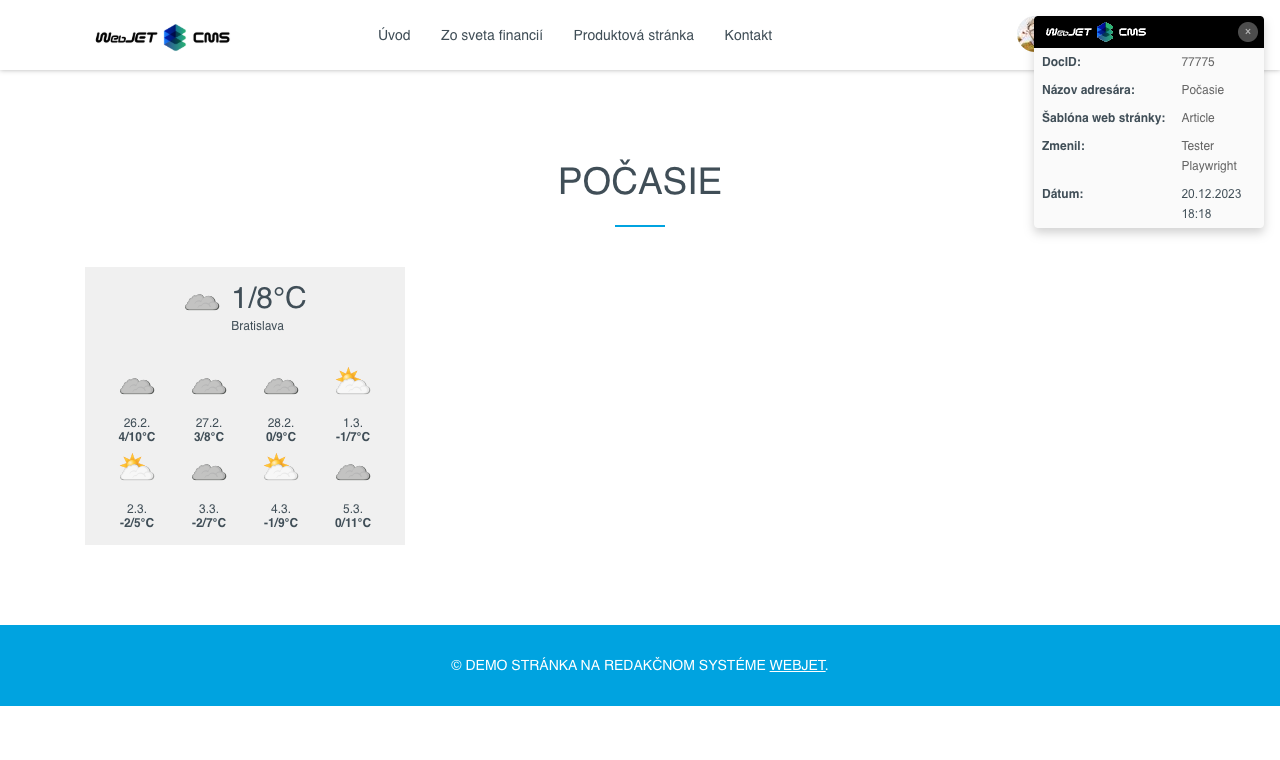 WebJET CMS
Úvod
Zo sveta financií
Produktová stránka
Kontakt
WebJET CMS
×
DocID: 77775
Názov adresára: Počasie
Šablóna web stránky: Article
Zmenil: Tester
Playwright
Dátum: 20.12.2023
18:18
POČASIE
1/8°C
Bratislava
26.2. 27.2. 28.2. 1.3.
4/10°C 3/8°C 0/9°C -1/7°C
2.3. 3.3. 4.3. 5.3.
-2/5°C -2/7°C -1/9°C 0/11°C
© DEMO STRÁNKA NA REDAKČNOM SYSTÉME WEBJET.